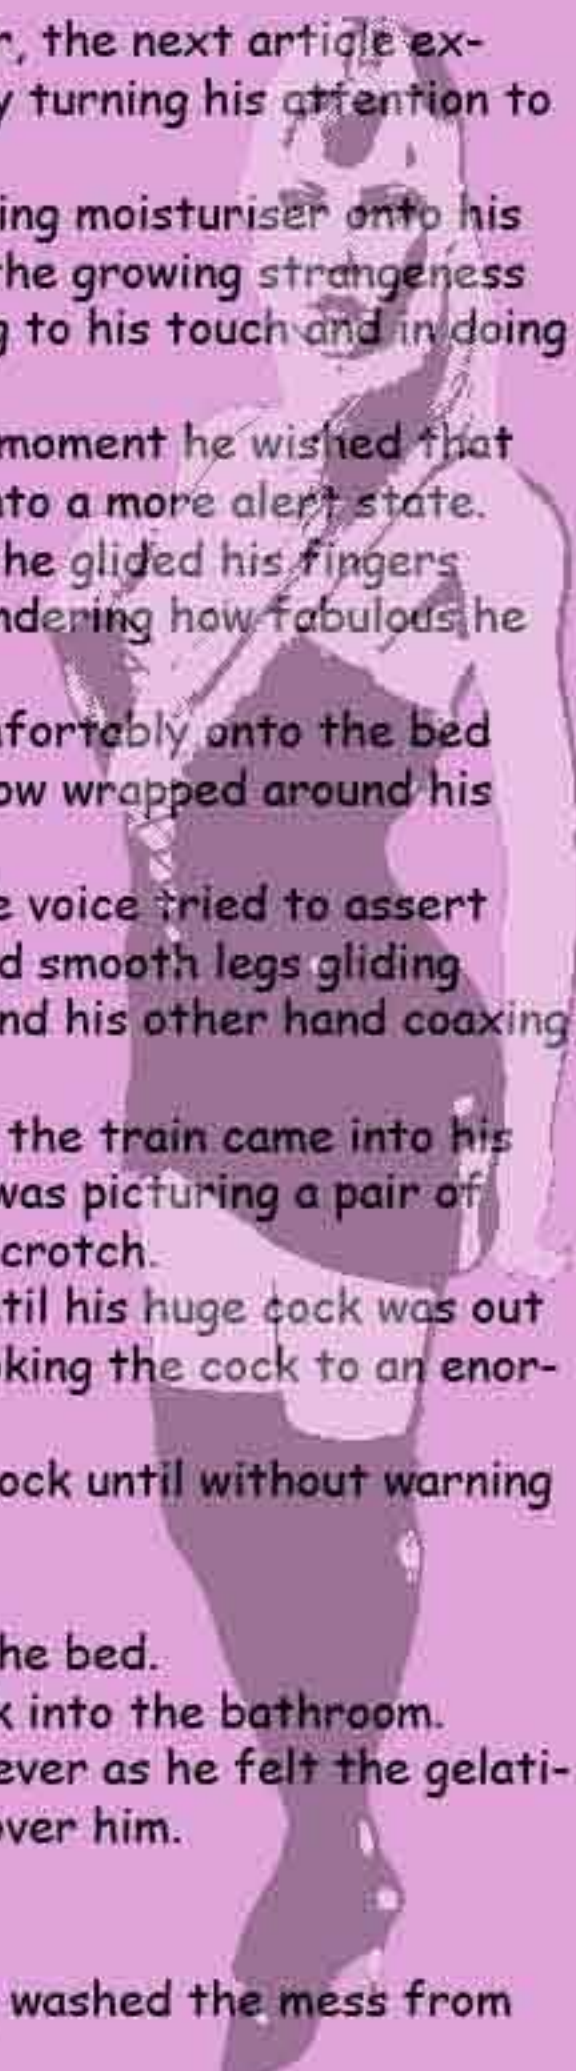 r, the next article ex-
y turning his attention to
ing moisturiser onto his
the growing strangeness
g to his touch and in doing
moment he wished that
nto a more alert state.
he glided his fingers
ndering how fabulous he
nfortably onto the bed
ow wrapped around his
e voice tried to assert
d smooth legs gliding
nd his other hand coaxing
the train came into his
was picturing a pair of
crotch.
til his huge cock was out
king the cock to an enor-
ock until without warning
he bed.
k into the bathroom.
ever as he felt the gelati-
over him.
washed the mess from